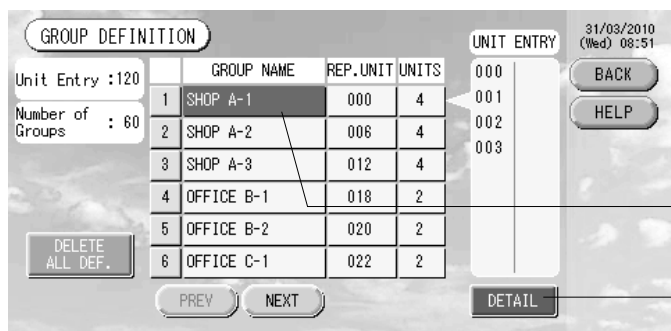 GROUP DEFINITION
UNIT ENTRY
31/03/2010
(Wed) 08:51
Unit Entry :120
Number of Groups : 60
GROUP NAME REP.UNIT UNITS
1 SHOP A-1 000 4
2 SHOP A-2 006 4
3 SHOP A-3 012 4
4 OFFICE B-1 018 2
5 OFFICE B-2 020 2
6 OFFICE C-1 022 2
000
001
002
003
BACK
HELP
DELETE
ALL DEF.
PREV NEXT
DETAIL